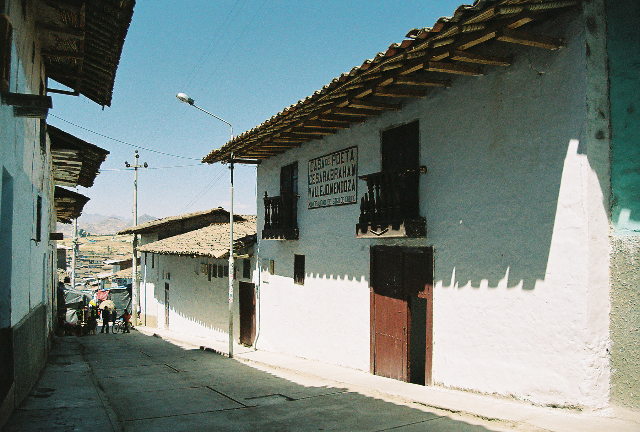 CASA DEL POETA
CESAR ABRAHAM
VALLEJO MENDOZA